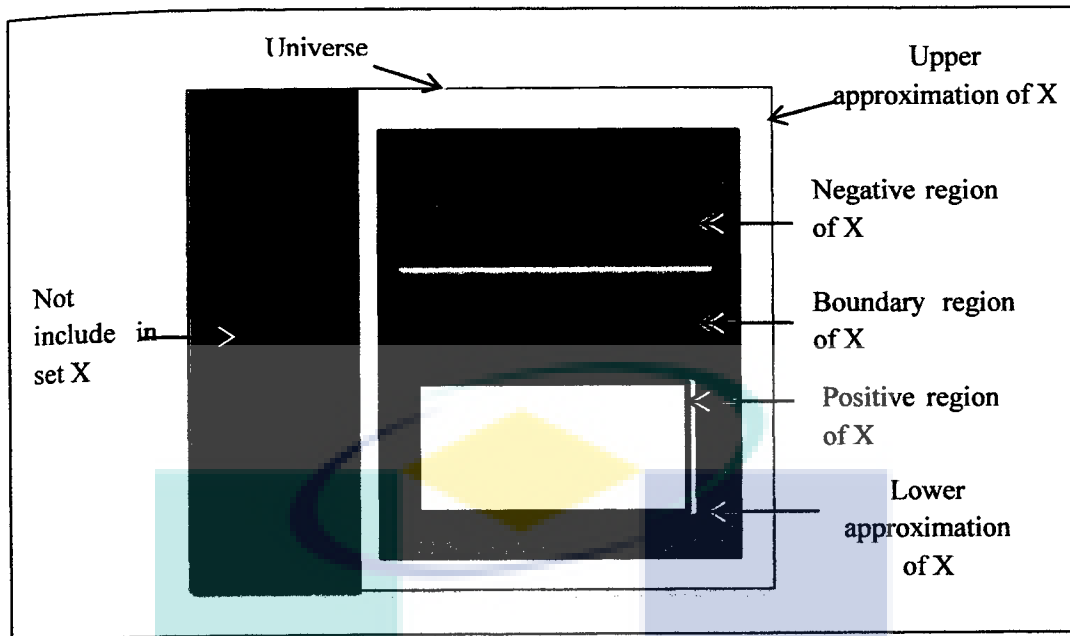 Universe
Upper
approximation of X
Negative region
of X
Not
include in
set X
Boundary region
of X
Positive region
of X
Lower
approximation
of X